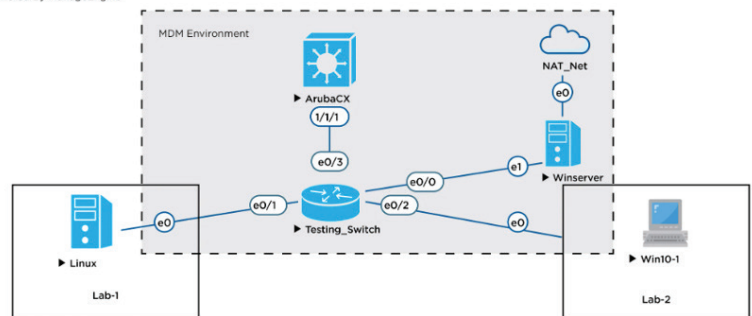 MDM Environment
NAT_Net
▶ ArubaCX
e0
1/1/1
e0/3
e1
▶ Winserver
e0/0
e0/1
e0/2
e0
e0
▶ Testing_Switch
▶ Linux
▶ Win10-1
Lab-1
Lab-2